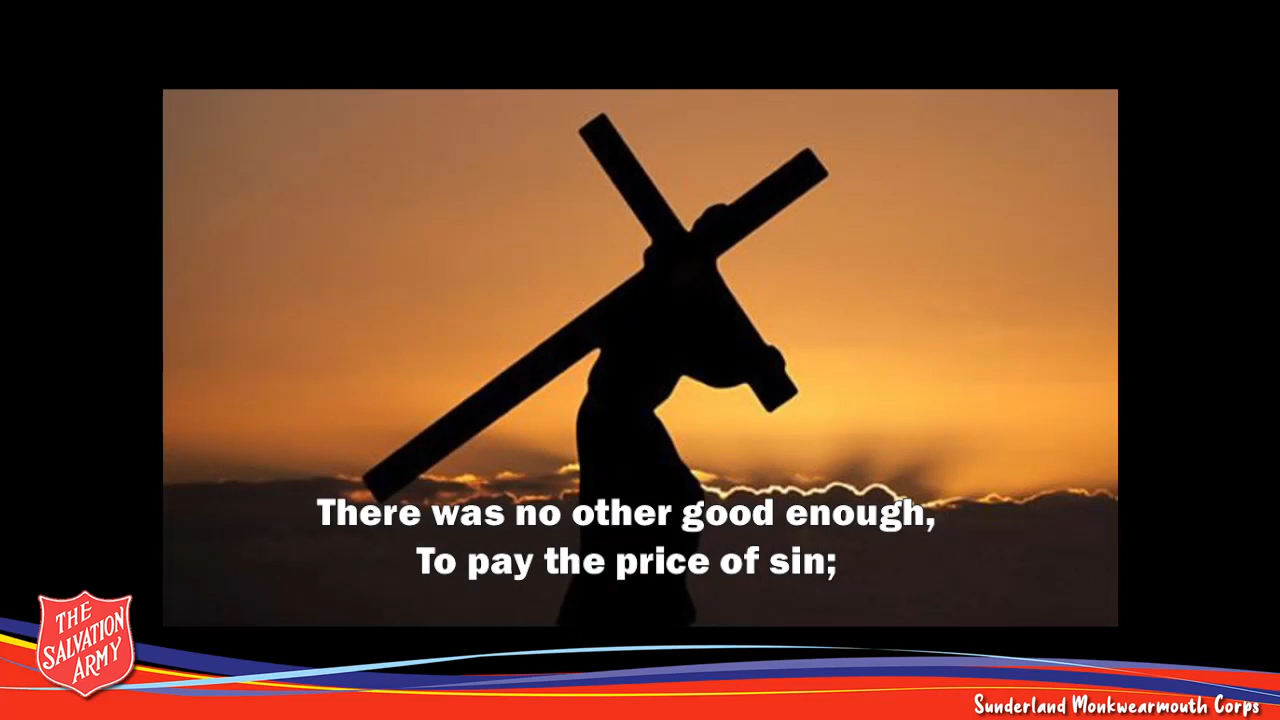 There was no other good enough,
To pay the price of sin;
THE
SALVATION
ARMY
Sunderland Monkwearmouth Corps